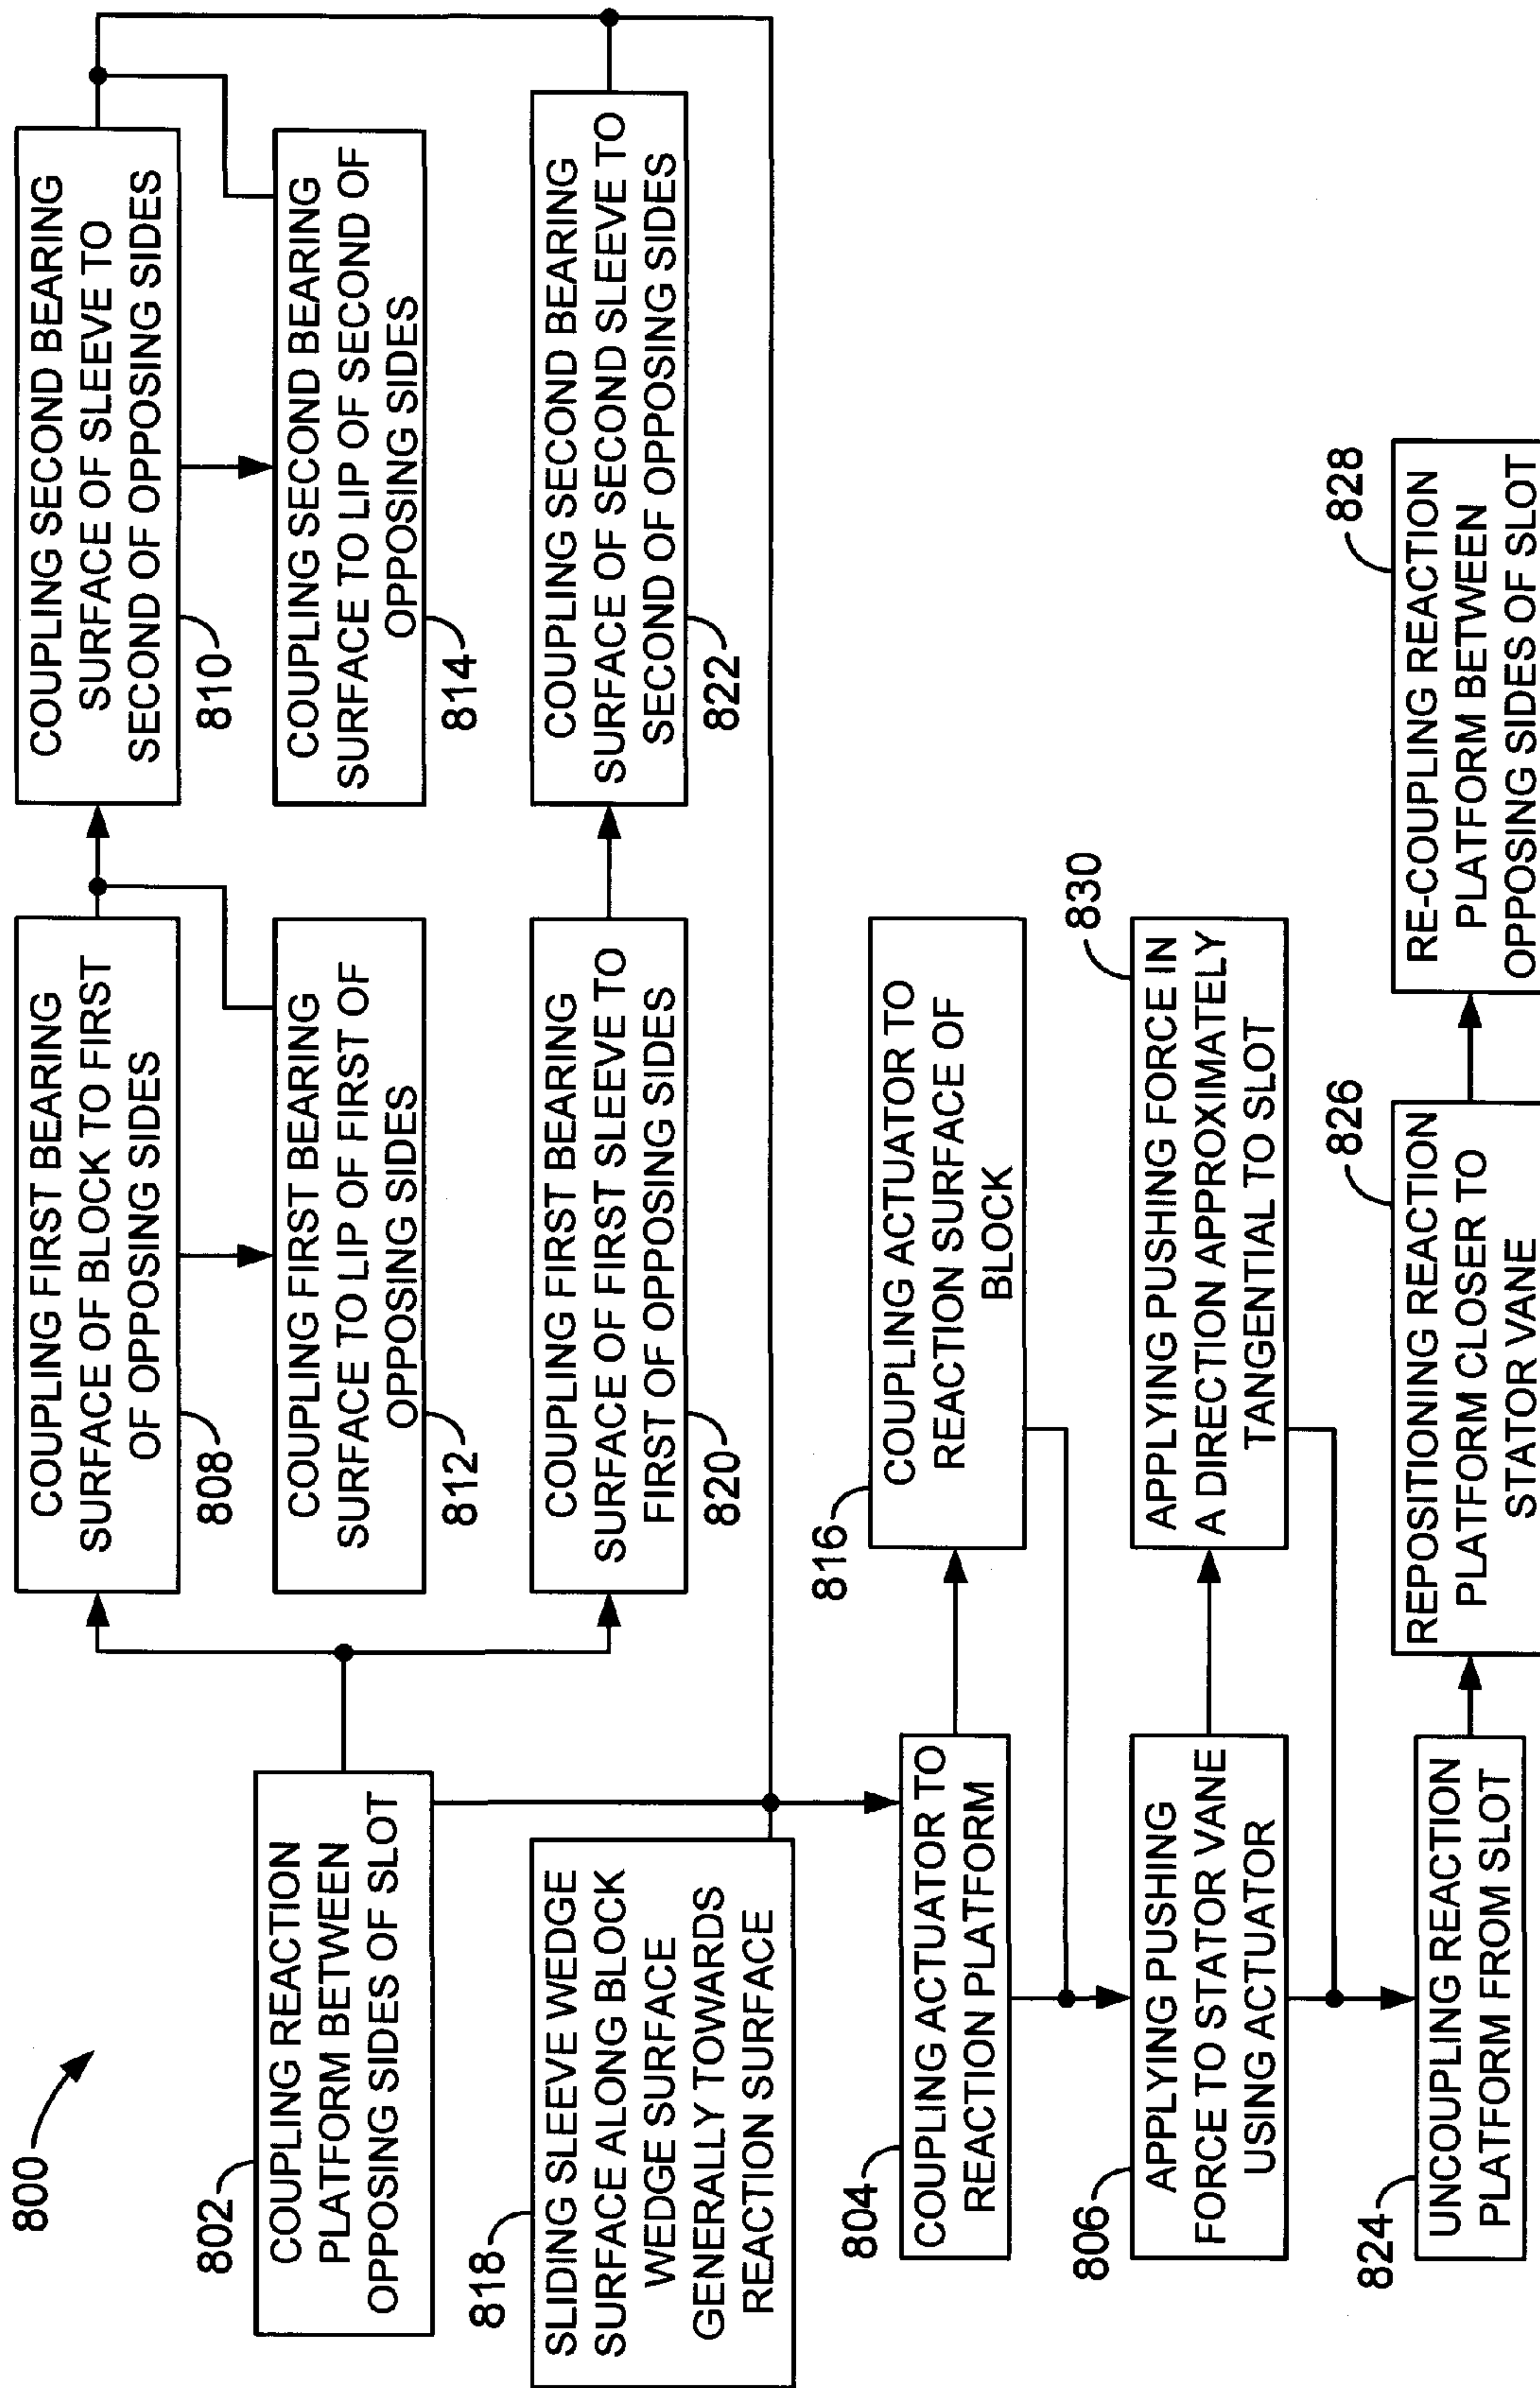 800
802
COUPLING REACTION
PLATFORM BETWEEN
OPPOSING SIDES OF SLOT
COUPLING FIRST BEARING
SURFACE OF BLOCK TO FIRST
OF OPPOSING SIDES
808
COUPLING SECOND BEARING
SURFACE OF SLEEVE TO
SECOND OF OPPOSING SIDES
810
COUPLING FIRST BEARING
SURFACE TO LIP OF FIRST OF
OPPOSING SIDES
812
COUPLING SECOND BEARING
SURFACE TO LIP OF SECOND OF
OPPOSING SIDES
814
818
SLIDING SLEEVE WEDGE
SURFACE ALONG BLOCK
WEDGE SURFACE
GENERALLY TOWARDS
REACTION SURFACE
COUPLING FIRST BEARING
SURFACE OF FIRST SLEEVE TO
FIRST OF OPPOSING SIDES
820
COUPLING SECOND BEARING
SURFACE OF SECOND SLEEVE TO
SECOND OF OPPOSING SIDES
822
804
COUPLING ACTUATOR TO
REACTION PLATFORM
816
COUPLING ACTUATOR TO
REACTION SURFACE OF
BLOCK
806
APPLYING PUSHING
FORCE TO STATOR VANE
USING ACTUATOR
830
APPLYING PUSHING FORCE IN
A DIRECTION APPROXIMATELY
TANGENTIAL TO SLOT
824
UNCOUPLING REACTION
PLATFORM FROM SLOT
826
REPOSITIONING REACTION
PLATFORM CLOSER TO
STATOR VANE
828
RE-COUPLING REACTION
PLATFORM BETWEEN
OPPOSING SIDES OF SLOT